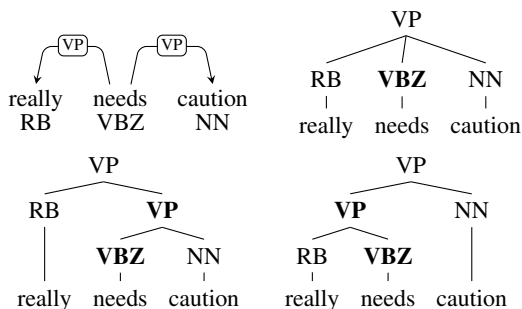 VP VP
really needs caution
RB VBZ NN
VP
RB VBZ NN
really needs caution
VP
RB VP
VBZ NN
really needs caution
VP
VP NN
RB VBZ
really needs caution